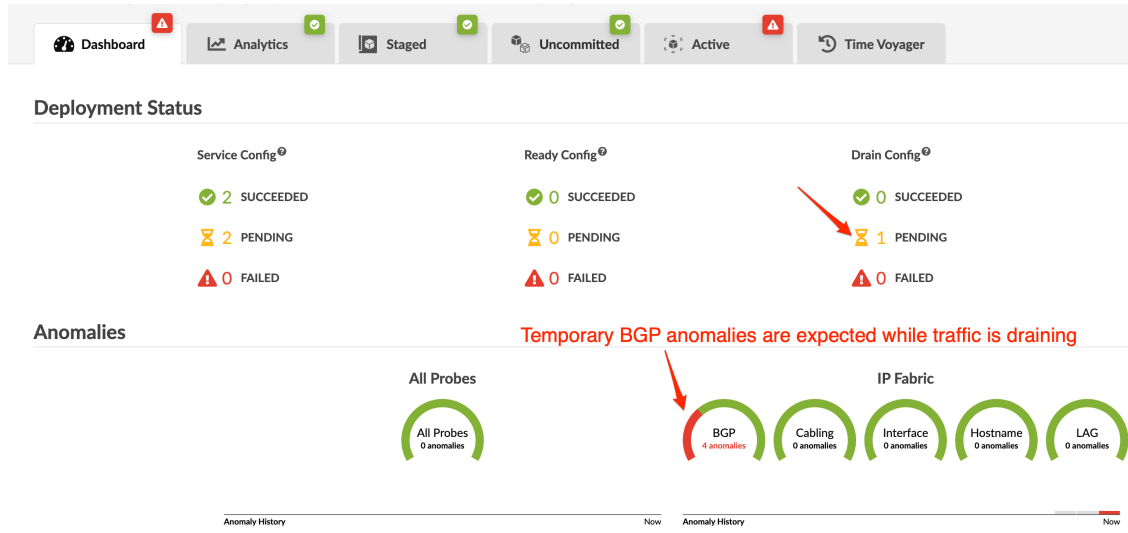 Dashboard
Analytics
Staged
Uncommitted
Active
Time Voyager
Deployment Status
Service Config
Ready Config
Drain Config
2 SUCCEEDED
0 SUCCEEDED
0 SUCCEEDED
2 PENDING
0 PENDING
1 PENDING
0 FAILED
0 FAILED
0 FAILED
Anomalies
Temporary BGP anomalies are expected while traffic is draining
All Probes
IP Fabric
All Probes
0 anomalies
BGP
4 anomalies
Cabling
0 anomalies
Interface
0 anomalies
Hostname
0 anomalies
LAG
0 anomalies
Anomaly History
Now
Anomaly History
Now